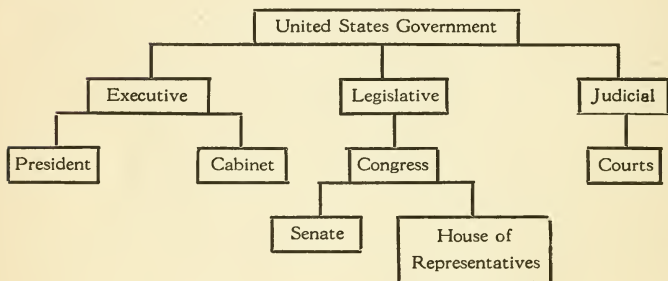 United States Government
Executive
Legislative
Judicial
President
Cabinet
Congress
Courts
Senate
House of
Representatives